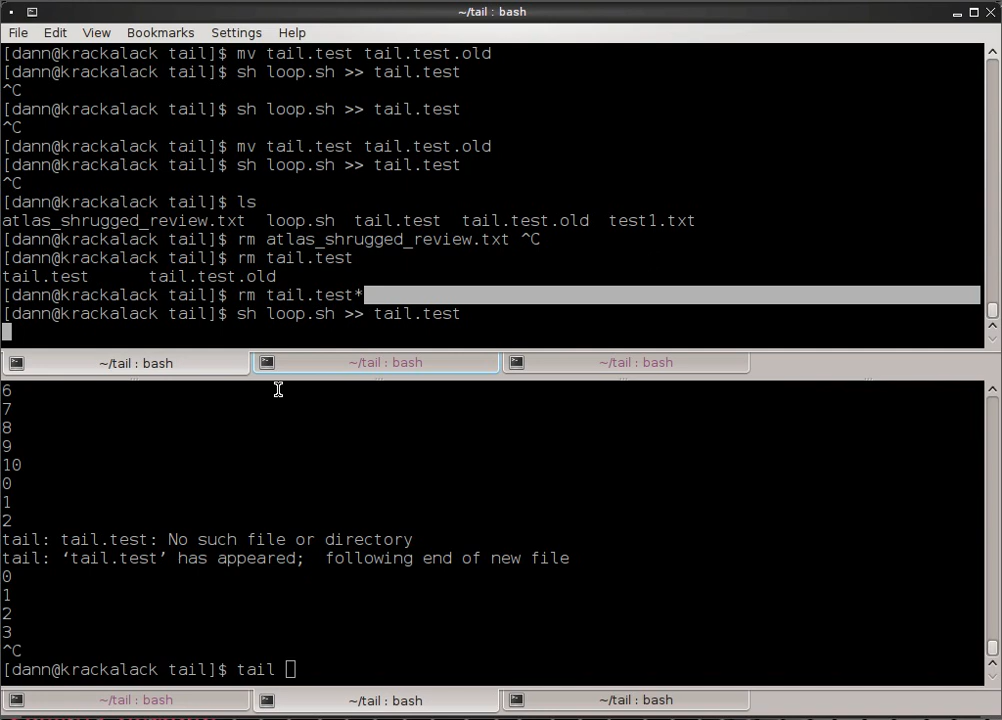 ~/tail : bash
File Edit View Bookmarks Settings Help
[dann@krackalack tail]$ mv tail.test tail.test.old
[dann@krackalack tail]$ sh loop.sh >> tail.test
^C
[dann@krackalack tail]$ sh loop.sh >> tail.test
^C
[dann@krackalack tail]$ mv tail.test tail.test.old
[dann@krackalack tail]$ sh loop.sh >> tail.test
^C
[dann@krackalack tail]$ ls
atlas_shrugged_review.txt loop.sh tail.test tail.test.old test1.txt
[dann@krackalack tail]$ rm atlas_shrugged_review.txt ^C
[dann@krackalack tail]$ rm tail.test
tail.test tail.test.old
[dann@krackalack tail]$ rm tail.test*
[dann@krackalack tail]$ sh loop.sh >> tail.test
~/tail : bash ~/tail : bash ~/tail : bash
6
7
8
9
10
0
1
2
tail: tail.test: No such file or directory
tail: ‘tail.test’ has appeared;  following end of new file
0
1
2
3
^C
[dann@krackalack tail]$ tail
~/tail : bash ~/tail : bash ~/tail : bash